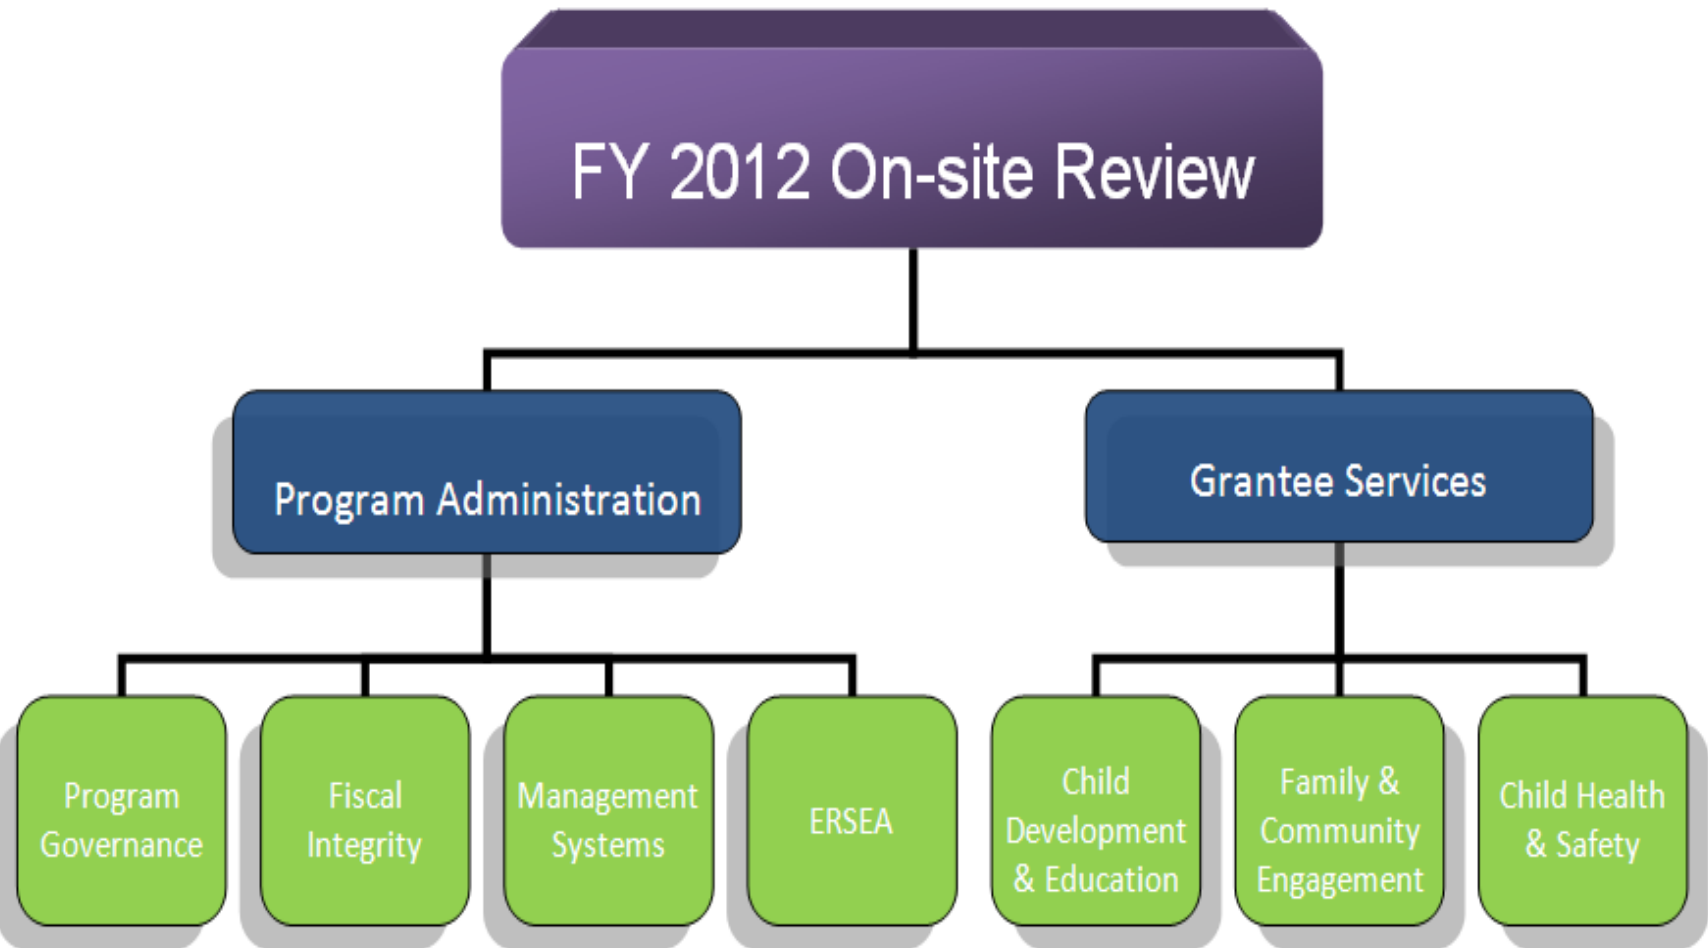 FY 2012 On-site Review
Program Administration
Grantee Services
Program
Governance
Fiscal
Integrity
Management
Systems
ERSEA
Child
Development
& Education
Family &
Community
Engagement
Child Health
& Safety